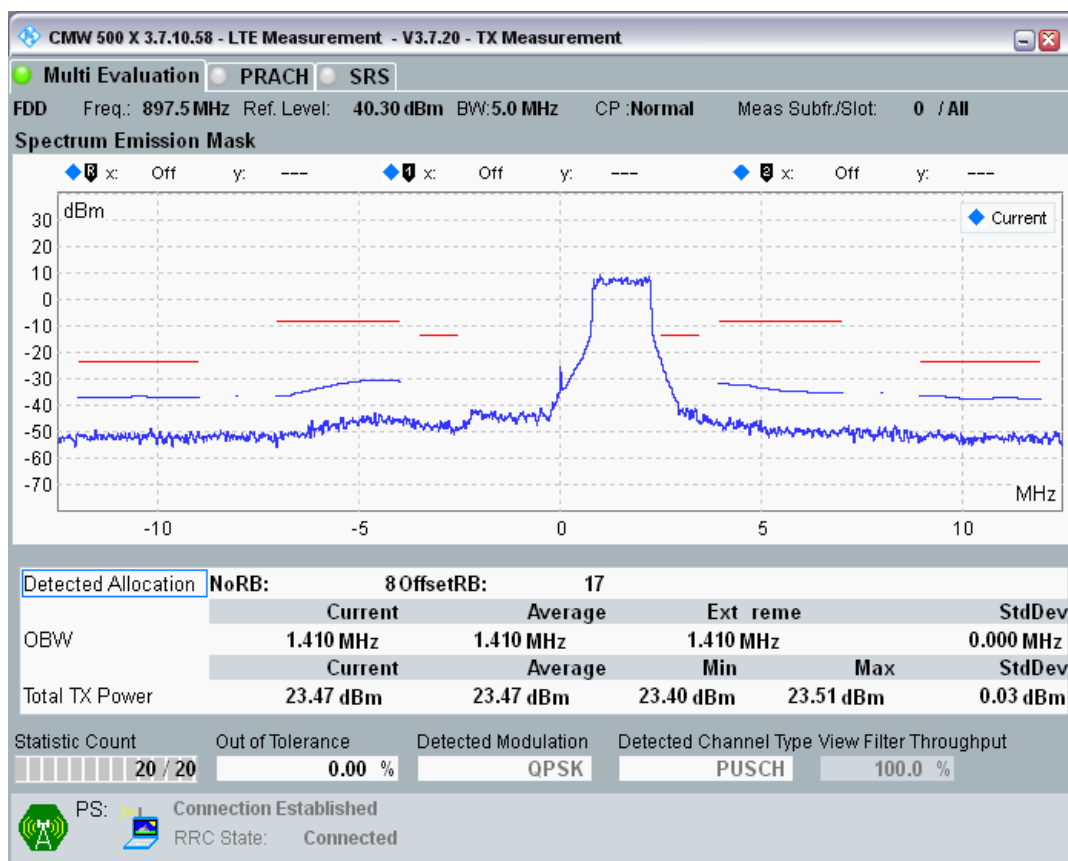 CMW 500 X 3.7.10.58 - LTE Measurement - V3.7.20 - TX Measurement
Multi Evaluation PRACH SRS
FDD Freq.: 897.5 MHz Ref. Level: 40.30 dBm BW:5.0 MHz CP :Normal Meas Subfr./Slot: 0 / All
Spectrum Emission Mask
R x: Off y: --- 1 x: Off y: --- 2 x: Off y: ---
dBm
Current
30
20
10
0
-10
-20
-30
-40
-50
-60
-70
MHz
-10 -5 0 5 10
Detected Allocation NoRB: 8 OffsetRB: 17
Current Average Ext reme StdDev
OBW 1.410 MHz 1.410 MHz 1.410 MHz 0.000 MHz
Current Average Min Max StdDev
Total TX Power 23.47 dBm 23.47 dBm 23.40 dBm 23.51 dBm 0.03 dBm
Statistic Count Out of Tolerance Detected Modulation Detected Channel Type View Filter Throughput
20 / 20 0.00 % QPSK PUSCH 100.0 %
PS: Connection Established
RRC State: Connected